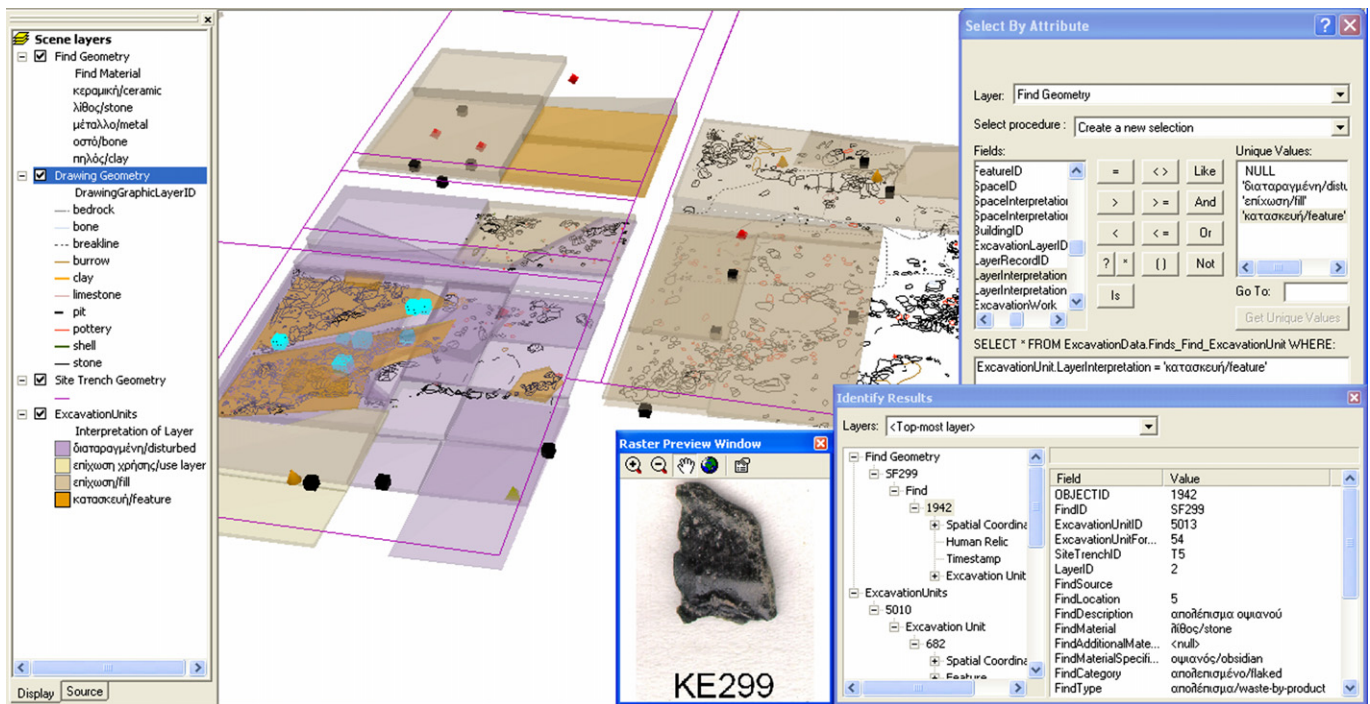 Scene layers
Find Geometry
Find Material
κεραμική/ceramic
λίθος/stone
μέταλλο/metal
οστό/bone
πηλός/clay
Drawing Geometry
DrawingGraphicLayerID
bedrock
bone
breakline
burrow
clay
limestone
pit
pottery
shell
stone
Site Trench Geometry
ExcavationUnits
Interpretation of Layer
διαταραγμένη/disturbed
επίχωση χρήσης/use layer
επίχωση/fill
κατασκευή/feature
Display Source
Select By Attribute
Layer: Find Geometry
Select procedure : Create a new selection
Fields:
FeatureID
SpaceID
SpaceInterpretation
SpaceInterpretation
BuildingID
ExcavationLayerID
LayerRecordID
LayerInterpretation
LayerInterpretation
ExcavationWork
= < > Like
> > = And
< < = Or
? * ( ) Not
Is
Unique Values:
NULL
'διαταραγμένη/distu
'επίχωση/fill'
'κατασκευή/feature'
Go To:
Get Unique Values
SELECT * FROM ExcavationData.Finds_Find_ExcavationUnit WHERE:
ExcavationUnit.LayerInterpretation = 'κατασκευή/feature'
Raster Preview Window
KE299
Identify Results
Layers: <Top-most layer>
Find Geometry
SF299
Find
1942
Spatial Coordina
Human Relic
Timestamp
Excavation Unit
ExcavationUnits
5010
Excavation Unit
682
Spatial Coordina
Feature
Field Value
OBJECTID 1942
FindID SF299
ExcavationUnitID 5013
ExcavationUnitFor... 54
SiteTrenchID T5
LayerID 2
FindSource
FindLocation 5
FindDescription απολέπισμα οψιανού
FindMaterial λίθος/stone
FindAdditionalMate... <null>
FindMaterialSpecifi... οψιανός/obsidian
FindCategory απολεπισμένο/flaked
FindType απολέπισμα/waste-by-product